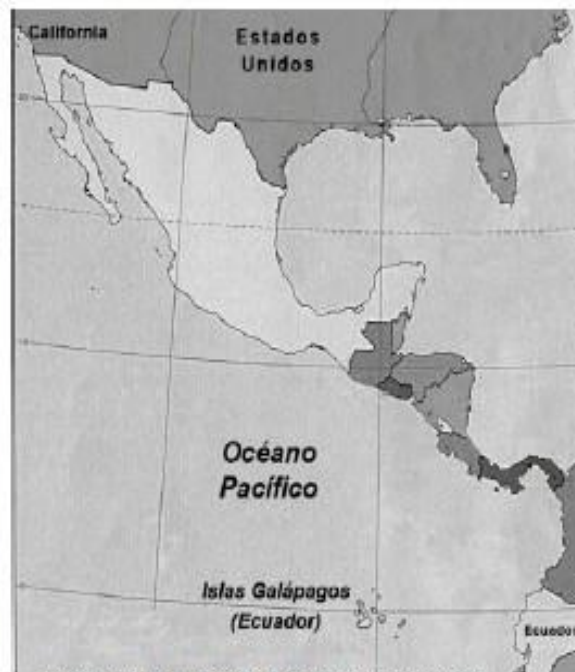 California
Estados
Unidos
Océano
Pacífico
Islas Galápagos
(Ecuador)
Ecuador